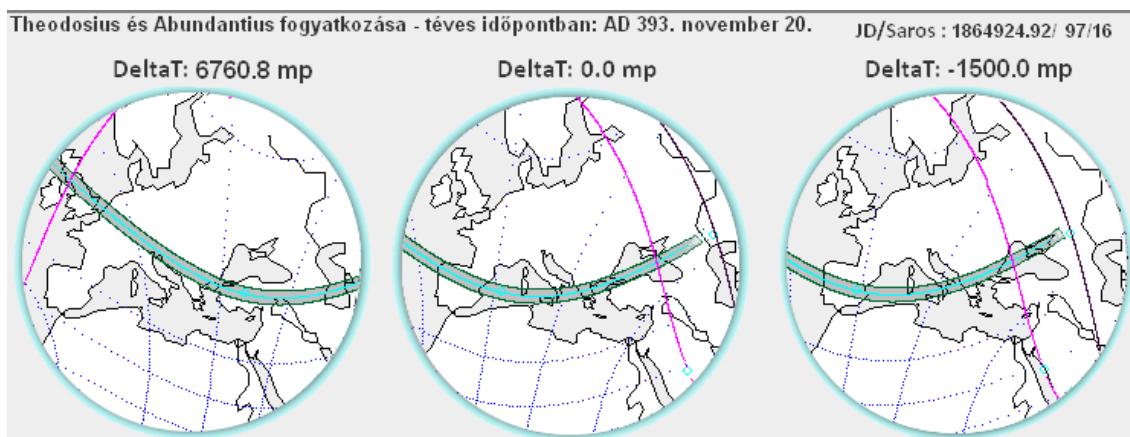 Theodosius és Abundantius fogyatkozása - téves időpontban: AD 393. november 20.
JD/Saros : 1864924.92/ 97/16
DeltaT: 6760.8 mp
DeltaT: 0.0 mp
DeltaT: -1500.0 mp